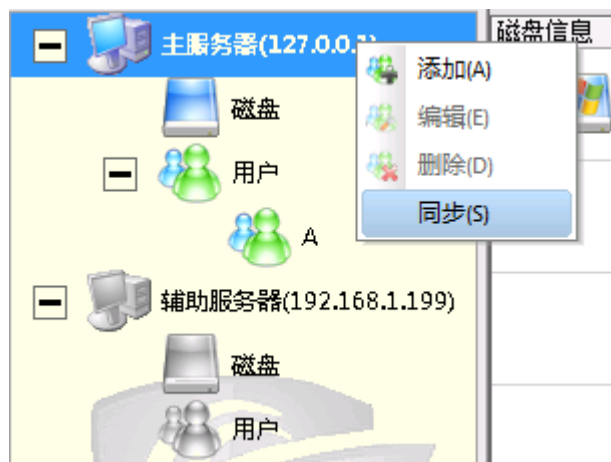 主服务器(127.0.0.1)
磁盘信息
添加(A)
编辑(E)
删除(D)
同步(S)
磁盘
用户
A
辅助服务器(192.168.1.199)
磁盘
用户